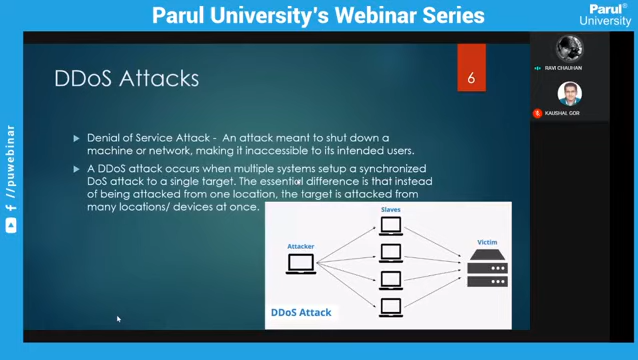 Parul University's Webinar Series
Parul®
University
f //puwebinar
DDoS Attacks
6
Denial of Service Attack - An attack meant to shut down a
machine or network, making it inaccessible to its intended users.
A DDoS attack occurs when multiple systems setup a synchronized
DoS attack to a single target. The essential difference is that instead
of being attacked from one location, the target is attacked from
many locations/ devices at once.
Slaves
Attacker
Victim
DDoS Attack
RAVI CHAUHAN
KAUSHAL GOR